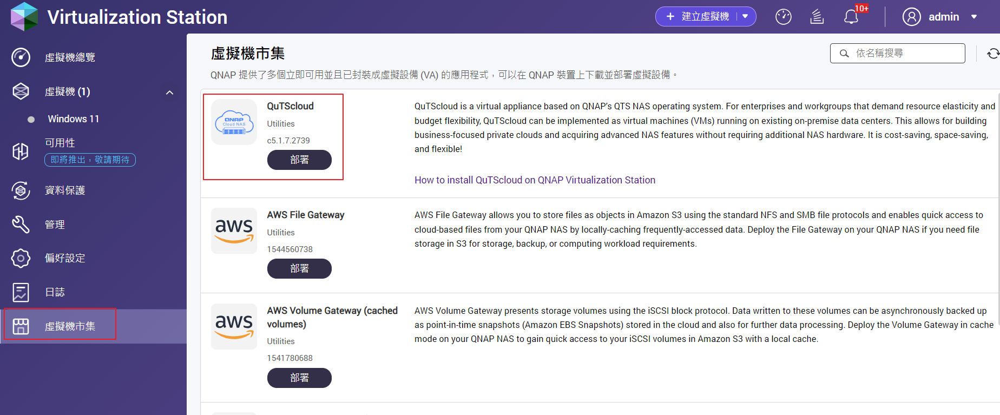 Virtualization Station
建立虛擬機
10+
admin
虛擬機總覽
虛擬機 (1)
Windows 11
可用性
即將推出，敬請期待
資料保護
管理
偏好設定
日誌
虛擬機市集
虛擬機市集
依名稱搜尋
QNAP 提供了多個立即可用並且已封裝成虛擬設備 (VA) 的應用程式，可以在 QNAP 裝置上下載並部署虛擬設備。
QNAP
Cloud NAS
QuTScloud
Utilities
c5.1.7.2739
部署
QuTScloud is a virtual appliance based on QNAP’s QTS NAS operating system. For enterprises and workgroups that demand resource elasticity and
budget flexibility, QuTScloud can be implemented as virtual machines (VMs) running on existing on-premise data centers. This allows for building
business-focused private clouds and acquiring advanced NAS features without requiring additional NAS hardware. It is cost-saving, space-saving,
and flexible!
How to install QuTScloud on QNAP Virtualization Station
aws
AWS File Gateway
Utilities
1544560738
部署
AWS File Gateway allows you to store files as objects in Amazon S3 using the standard NFS and SMB file protocols and enables quick access to
cloud-based files from your QNAP NAS by locally-caching frequently-accessed data. Deploy the File Gateway on your QNAP NAS if you need file
storage in S3 for storage, backup, or computing workload requirements.
aws
AWS Volume Gateway (cached
volumes)
Utilities
1541780688
部署
AWS Volume Gateway presents storage volumes using the iSCSI block protocol. Data written to these volumes can be asynchronously backed up
as point-in-time snapshots (Amazon EBS Snapshots) stored in the cloud and also for further data processing. Deploy the Volume Gateway in cache
mode on your QNAP NAS to gain quick access to your iSCSI volumes in Amazon S3 with a local cache.